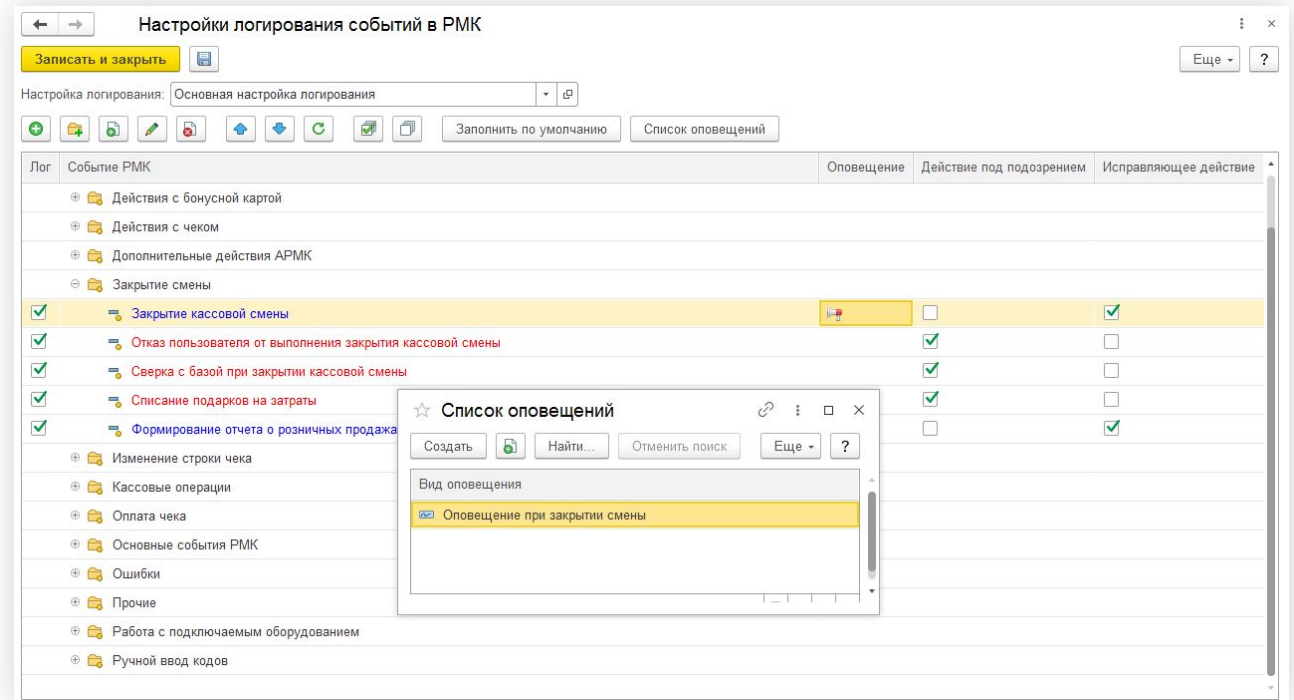 Настройки логирования событий в РМК
Записать и закрыть
Еще
?
Настройка логирования: Основная настройка логирования
Заполнить по умолчанию
Список оповещений
Лог Событие РМК Оповещение Действие под подозрением Исправляющее действие
Действия с бонусной картой
Действия с чеком
Дополнительные действия АРМК
Закрытие смены
Закрытие кассовой смены
Отказ пользователя от выполнения закрытия кассовой смены
Сверка с базой при закрытии кассовой смены
Списание подарков на затраты
Формирование отчета о розничных продажа
Изменение строки чека
Кассовые операции
Оплата чека
Основные события РМК
Ошибки
Прочие
Работа с подключаемым оборудованием
Ручной ввод кодов
Список оповещений
Создать
Найти...
Отменить поиск
Еще
?
Вид оповещения
Оповещение при закрытии смены